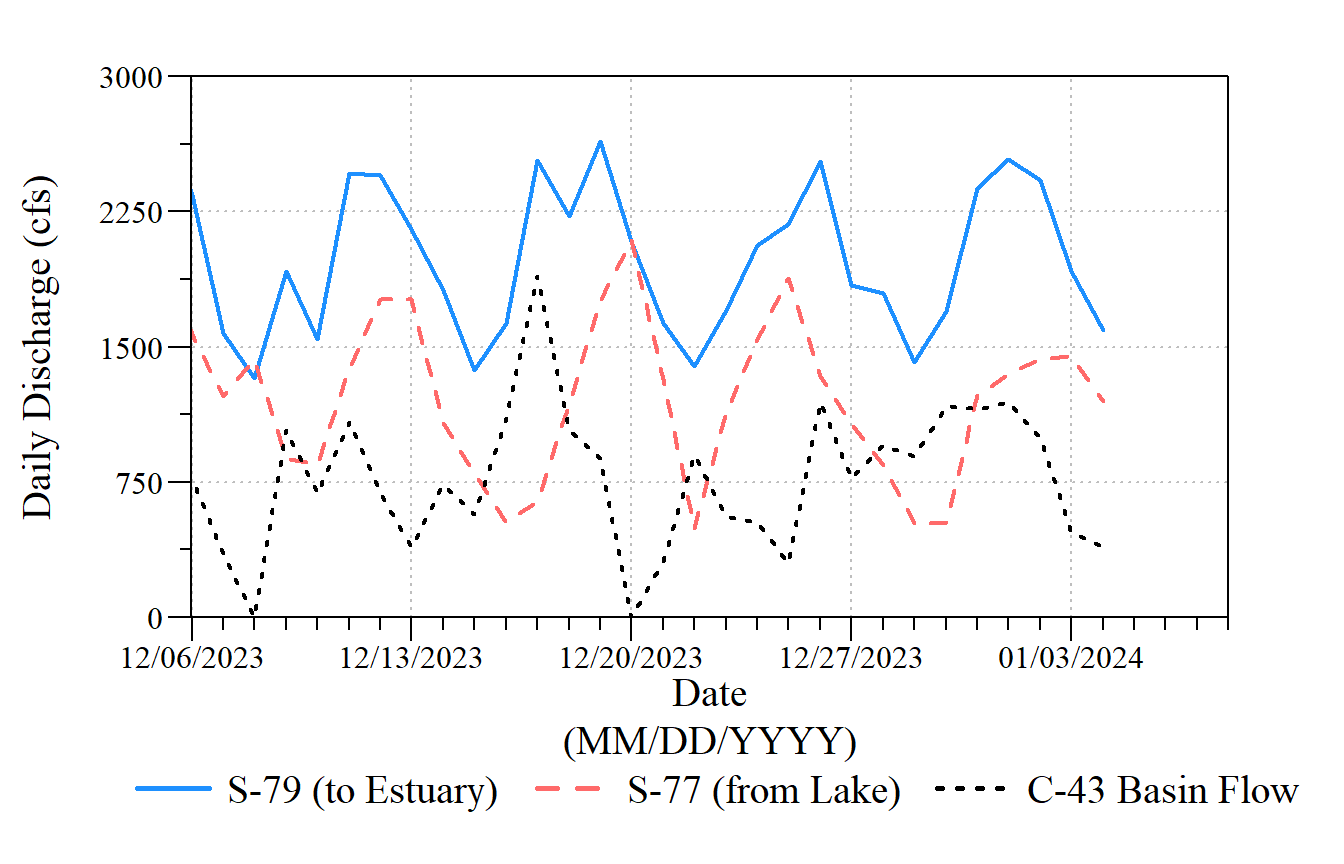 Daily Discharge (cfs)
3000
2250
1500
750
0
12/06/2023 12/13/2023 12/20/2023 12/27/2023 01/03/2024
Date
(MM/DD/YYYY)
S-79 (to Estuary) S-77 (from Lake) C-43 Basin Flow